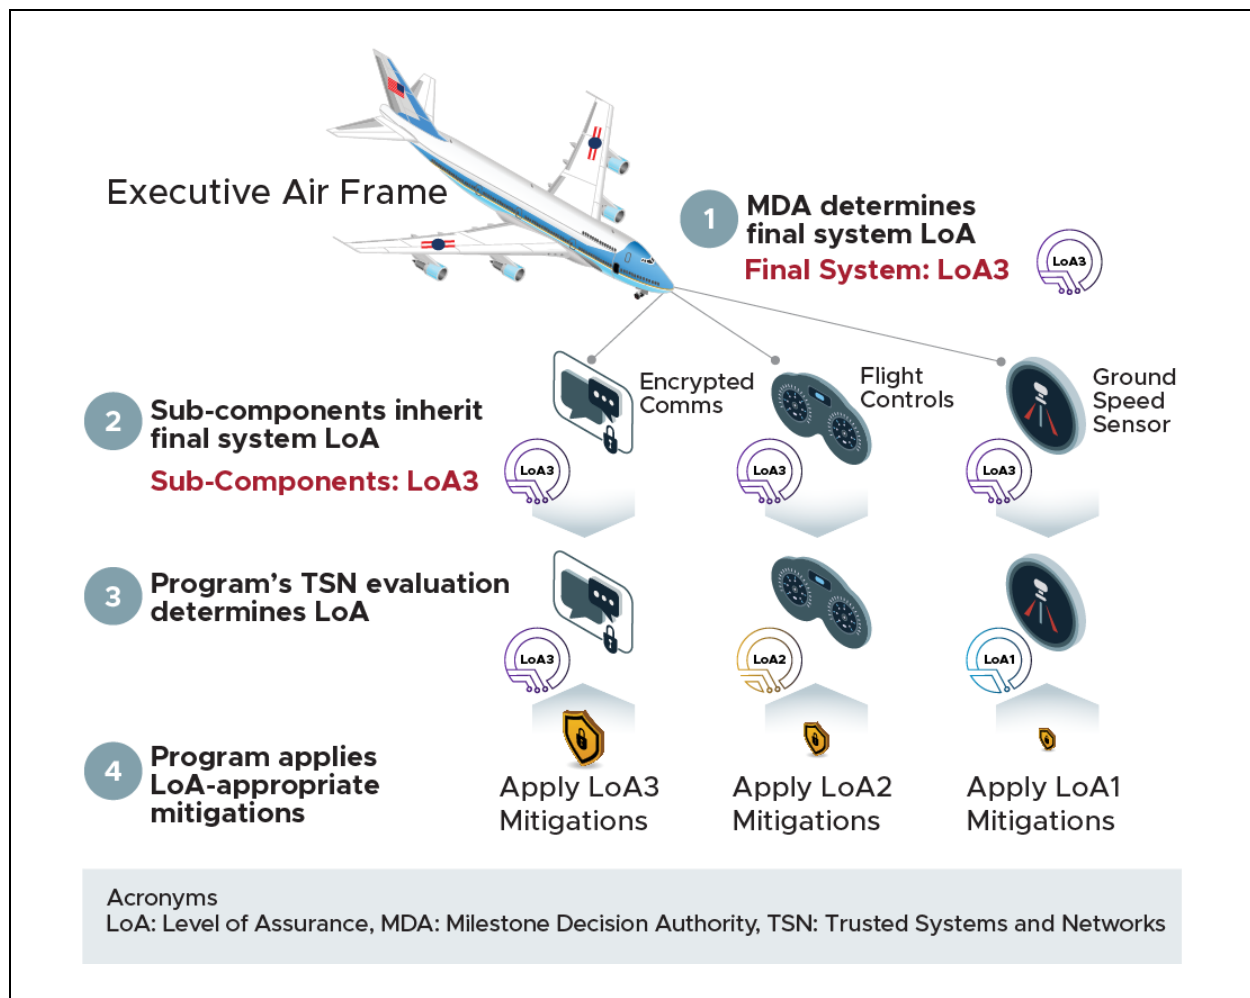 Executive Air Frame
1
MDA determines
final system LoA
Final System: LoA3
LoA3
2
Sub-components inherit
final system LoA
Sub-Components: LoA3
Encrypted
Comms
Flight
Controls
Ground
Speed
Sensor
LoA3
LoA3
LoA3
3
Program’s TSN evaluation
determines LoA
LoA3
LoA2
LoA1
4
Program applies
LoA-appropriate
mitigations
Apply LoA3
Mitigations
Apply LoA2
Mitigations
Apply LoA1
Mitigations
Acronyms
LoA: Level of Assurance, MDA: Milestone Decision Authority, TSN: Trusted Systems and Networks